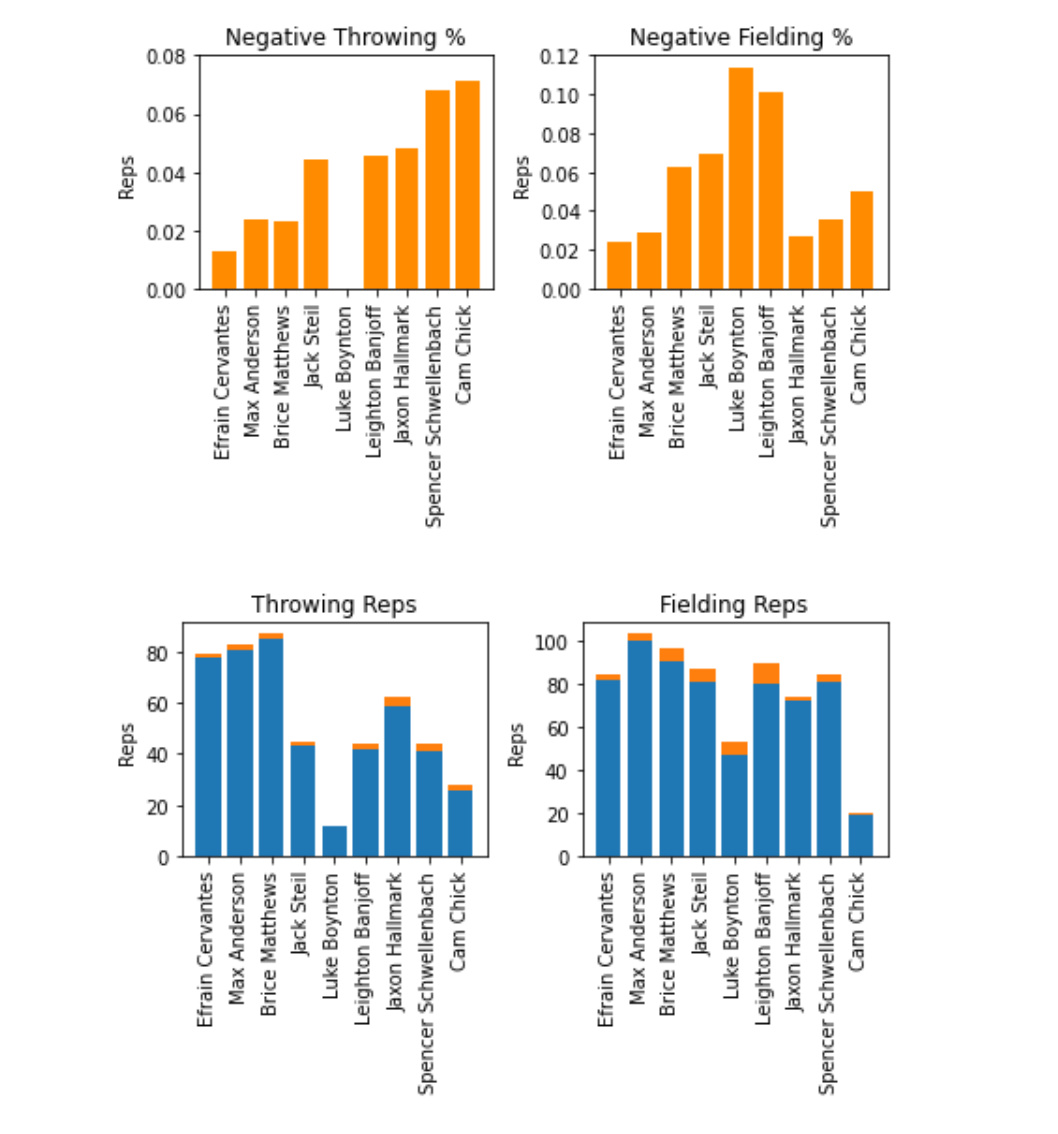 Negative Throwing %
Negative Fielding %
0.08
0.06
0.04
0.02
0.00
Reps
Efrain Cervantes
Max Anderson
Brice Matthews
Jack Steil
Luke Boynton
Leighton Banjoff
Jaxon Hallmark
Spencer Schwellenbach
Cam Chick
0.12
0.10
0.08
0.06
0.04
0.02
0.00
Reps
Efrain Cervantes
Max Anderson
Brice Matthews
Jack Steil
Luke Boynton
Leighton Banjoff
Jaxon Hallmark
Spencer Schwellenbach
Cam Chick
Throwing Reps
Fielding Reps
80
60
40
20
0
Reps
Efrain Cervantes
Max Anderson
Brice Matthews
Jack Steil
Luke Boynton
Leighton Banjoff
Jaxon Hallmark
Spencer Schwellenbach
Cam Chick
100
80
60
40
20
0
Reps
Efrain Cervantes
Max Anderson
Brice Matthews
Jack Steil
Luke Boynton
Leighton Banjoff
Jaxon Hallmark
Spencer Schwellenbach
Cam Chick